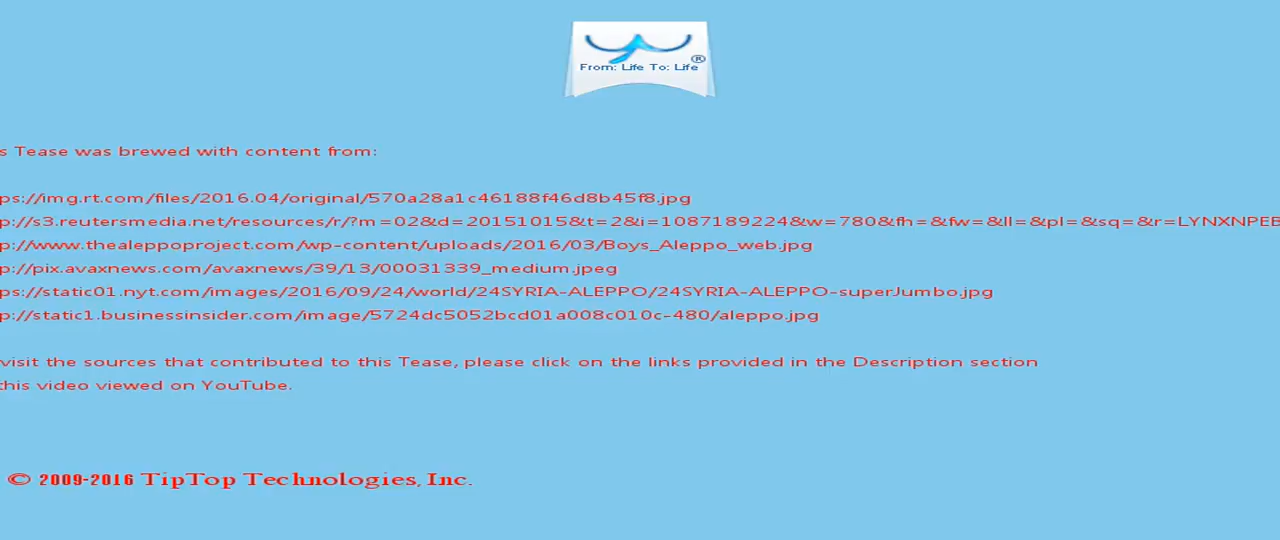 From: Life To: Life®
s Tease was brewed with content from:
ps://img.rt.com/files/2016.04/original/570a28a1c46188f46d8b45f8.jpg
p://s3.reutersmedia.net/resources/r/?m=02&d=20151015&t=2&i=1087189224&w=780&fh=&fw=&ll=&pl=&sq=&r=LYNXNPEB
p://www.thealeppoproject.com/wp-content/uploads/2016/03/Boys_Aleppo_web.jpg
p://pix.avaxnews.com/avaxnews/39/13/00031339_medium.jpeg
ps://static01.nyt.com/images/2016/09/24/world/24SYRIA-ALEPPO/24SYRIA-ALEPPO-superJumbo.jpg
p://static1.businessinsider.com/image/5724dc5052bcd01a008c010c-480/aleppo.jpg
visit the sources that contributed to this Tease, please click on the links provided in the Description section
this video viewed on YouTube.
© 2009-2016 TipTop Technologies, Inc.